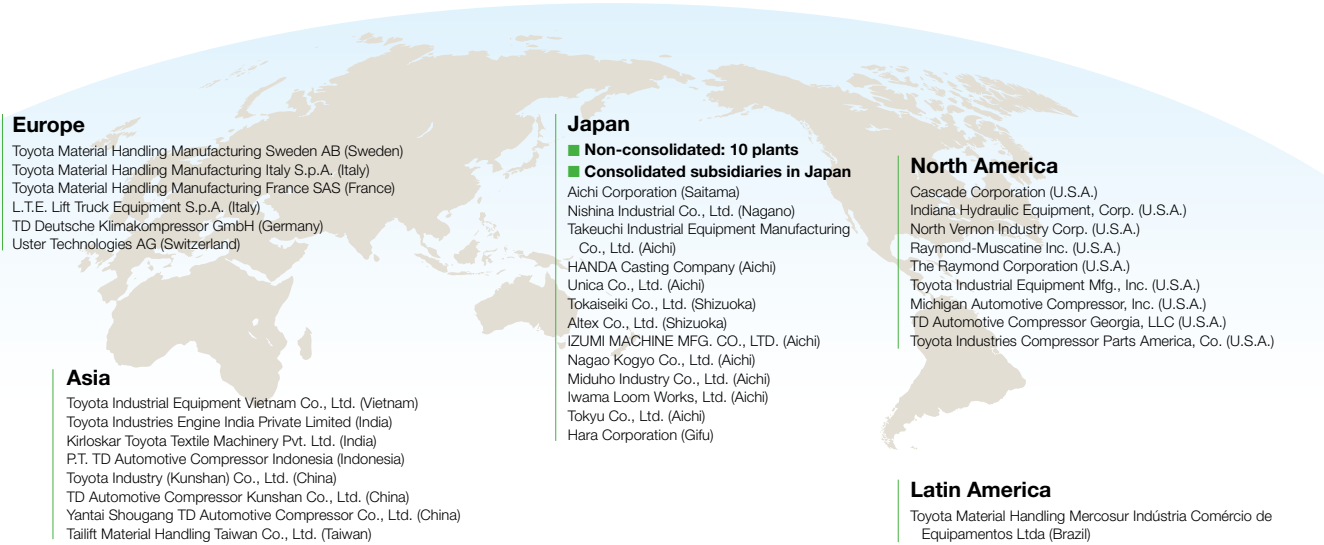 Europe
Toyota Material Handling Manufacturing Sweden AB (Sweden)
Toyota Material Handling Manufacturing Italy S.p.A. (Italy)
Toyota Material Handling Manufacturing France SAS (France)
L.T.E. Lift Truck Equipment S.p.A. (Italy)
TD Deutsche Klimakompressor GmbH (Germany)
Uster Technologies AG (Switzerland)
Asia
Toyota Industrial Equipment Vietnam Co., Ltd. (Vietnam)
Toyota Industries Engine India Private Limited (India)
Kirloskar Toyota Textile Machinery Pvt. Ltd. (India)
P.T. TD Automotive Compressor Indonesia (Indonesia)
Toyota Industry (Kunshan) Co., Ltd. (China)
TD Automotive Compressor Kunshan Co., Ltd. (China)
Yantai Shougang TD Automotive Compressor Co., Ltd. (China)
Tailift Material Handling Taiwan Co., Ltd. (Taiwan)
Japan
■ Non-consolidated: 10 plants
■ Consolidated subsidiaries in Japan
Aichi Corporation (Saitama)
Nishina Industrial Co., Ltd. (Nagano)
Takeuchi Industrial Equipment Manufacturing
Co., Ltd. (Aichi)
HANDA Casting Company (Aichi)
Unica Co., Ltd. (Aichi)
Tokaiseiki Co., Ltd. (Shizuoka)
Altex Co., Ltd. (Shizuoka)
IZUMI MACHINE MFG. CO., LTD. (Aichi)
Nagao Kogyo Co., Ltd. (Aichi)
Miduho Industry Co., Ltd. (Aichi)
Iwama Loom Works, Ltd. (Aichi)
Tokyu Co., Ltd. (Aichi)
Hara Corporation (Gifu)
North America
Cascade Corporation (U.S.A.)
Indiana Hydraulic Equipment, Corp. (U.S.A.)
North Vernon Industry Corp. (U.S.A.)
Raymond-Muscatine Inc. (U.S.A.)
The Raymond Corporation (U.S.A.)
Toyota Industrial Equipment Mfg., Inc. (U.S.A.)
Michigan Automotive Compressor, Inc. (U.S.A.)
TD Automotive Compressor Georgia, LLC (U.S.A.)
Toyota Industries Compressor Parts America, Co. (U.S.A.)
Latin America
Toyota Material Handling Mercosur Indústria Comércio de
Equipamentos Ltda (Brazil)